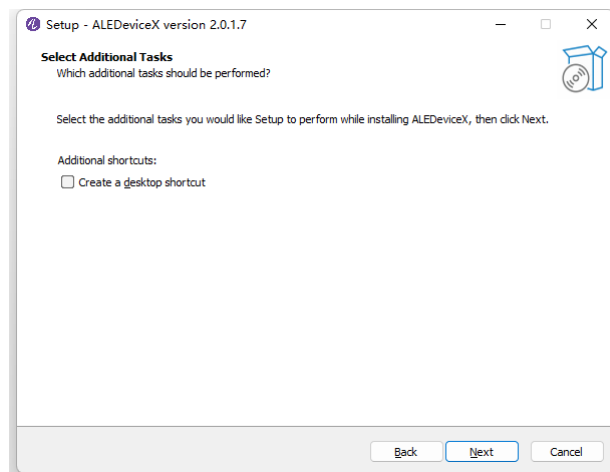 Setup - ALEDeviceX version 2.0.1.7
Select Additional Tasks
Which additional tasks should be performed?
Select the additional tasks you would like Setup to perform while installing ALEDeviceX, then click Next.
Additional shortcuts:
Create a desktop shortcut
Back Next Cancel